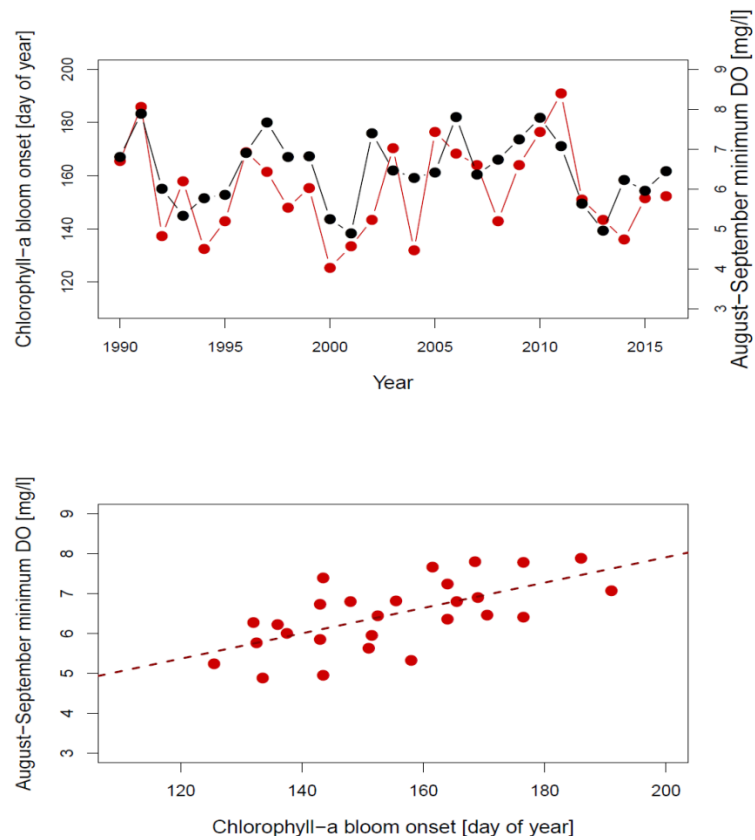 Chlorophyll−a bloom onset [day of year]
200
180
160
140
120
9
8
7
6
5
4
3
August−September minimum DO [mg/l]
1990 1995 2000 2005 2010 2015
Year
August−September minimum DO [mg/l]
9
8
7
6
5
4
3
120 140 160 180 200
Chlorophyll−a bloom onset [day of year]